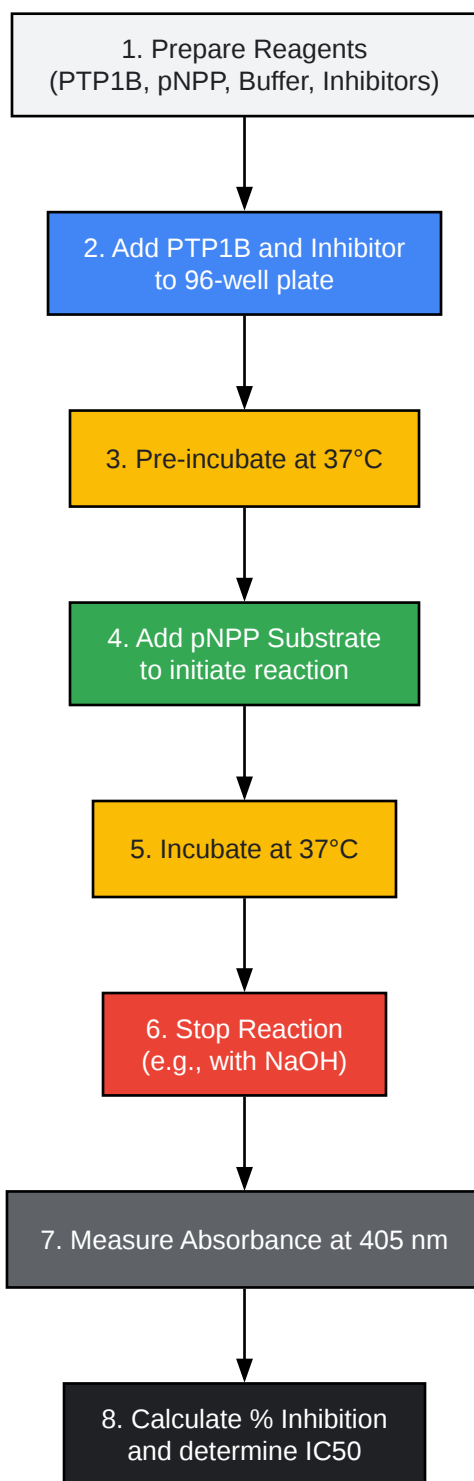 1. Prepare Reagents
(PTP1B, pNPP, Buffer, Inhibitors)
2. Add PTP1B and Inhibitor
to 96-well plate
3. Pre-incubate at 37°C
4. Add pNPP Substrate
to initiate reaction
5. Incubate at 37°C
6. Stop Reaction
(e.g., with NaOH)
7. Measure Absorbance at 405 nm
8. Calculate % Inhibition
and determine IC50